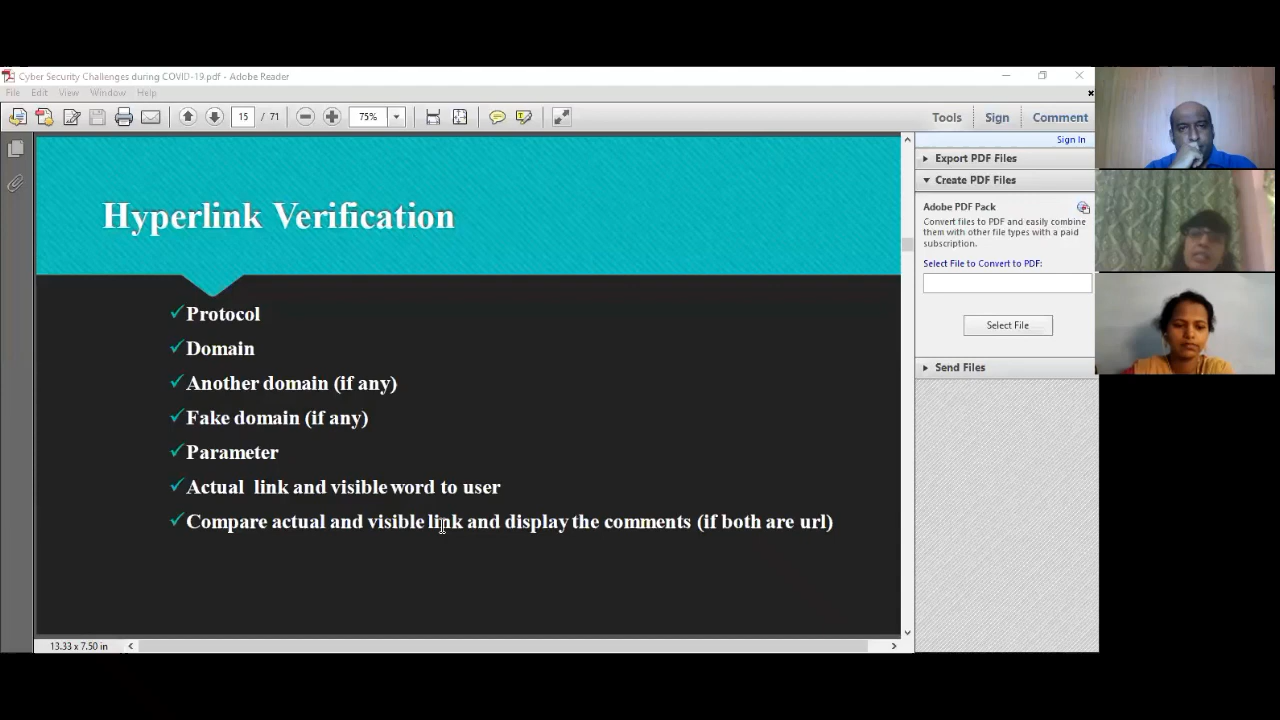 Cyber Security Challenges during COVID-19.pdf - Adobe Reader
File Edit View Window Help
15 / 71 75% Tools Sign Comment
Sign In
Export PDF Files
Create PDF Files
Adobe PDF Pack
Convert files to PDF and easily combine
them with other file types with a paid
subscription.
Select File to Convert to PDF:
Select File
Send Files
Hyperlink Verification
Protocol
Domain
Another domain (if any)
Fake domain (if any)
Parameter
Actual link and visible word to user
Compare actual and visible link and display the comments (if both are url)
13.33 x 7.50 in